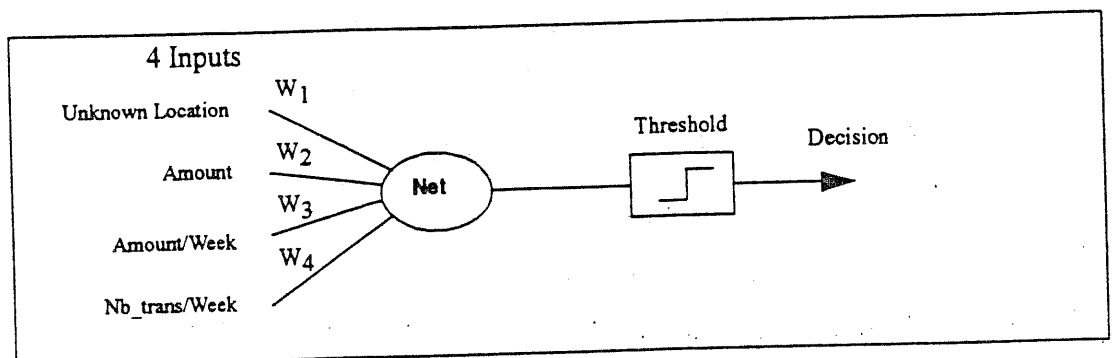 4 Inputs
Unknown Location
W1
Amount
W2
Amount/Week
W3
Nb_trans/Week
W4
Net
Threshold
Decision